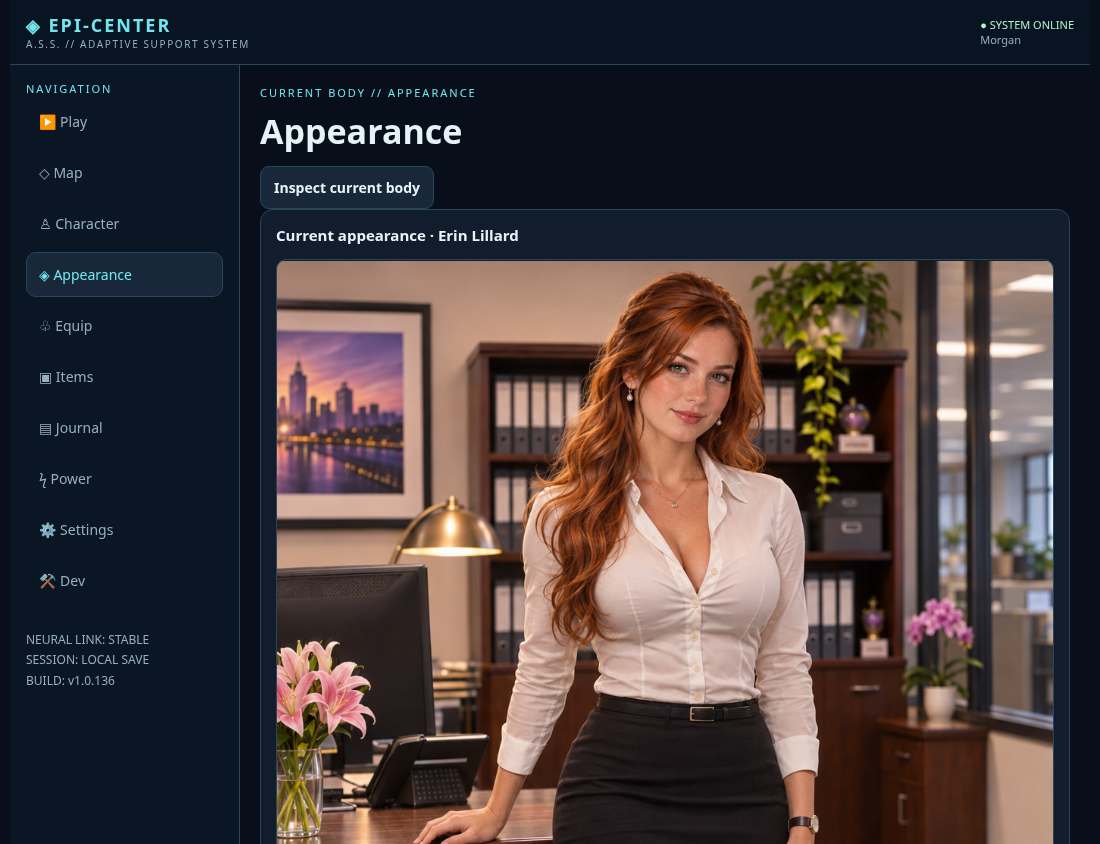 ◈ EPI-CENTER
A.S.S. // ADAPTIVE SUPPORT SYSTEM
● SYSTEM ONLINE
Morgan
NAVIGATION
▶️ Play
◇ Map
♙ Character
◈ Appearance
♧ Equip
▣ Items
▤ Journal
ϟ Power
⚙️ Settings
⚒️ Dev
NEURAL LINK: STABLE
SESSION: LOCAL SAVE
BUILD: v1.0.136
CURRENT BODY // APPEARANCE
Appearance
Inspect current body
Current appearance · Erin Lillard